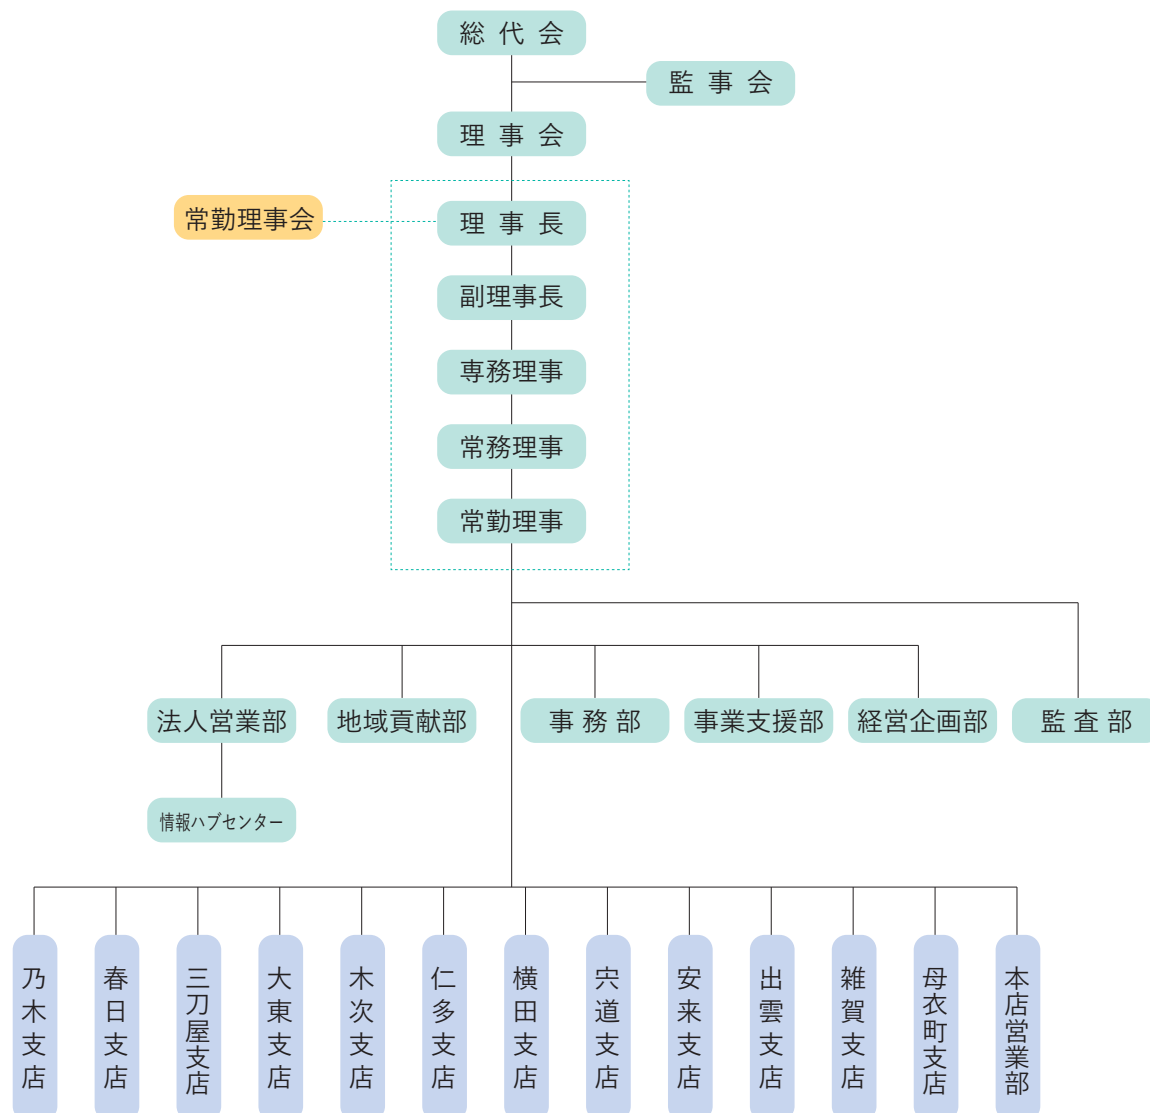 総代会
監事会
理事会
常勤理事会
理事長
副理事長
専務理事
常務理事
常勤理事
法人営業部
地域貢献部
事務部
事業支援部
経営企画部
監査部
情報ハブセンター
乃木支店
春日支店
三刀屋支店
大東支店
木次支店
仁多支店
横田支店
宍道支店
安来支店
出雲支店
雑賀支店
母衣町支店
本店営業部